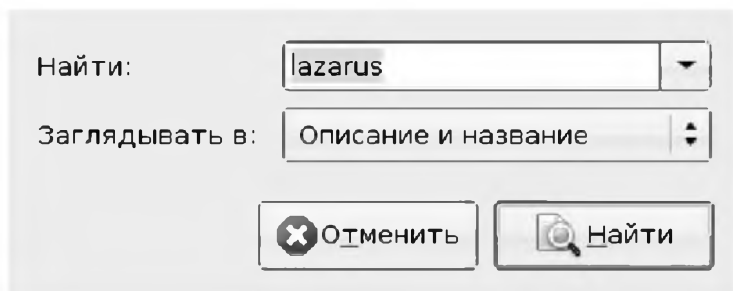 Найти: lazarus
Заглядывать в: Описание и название
Отменить Найти